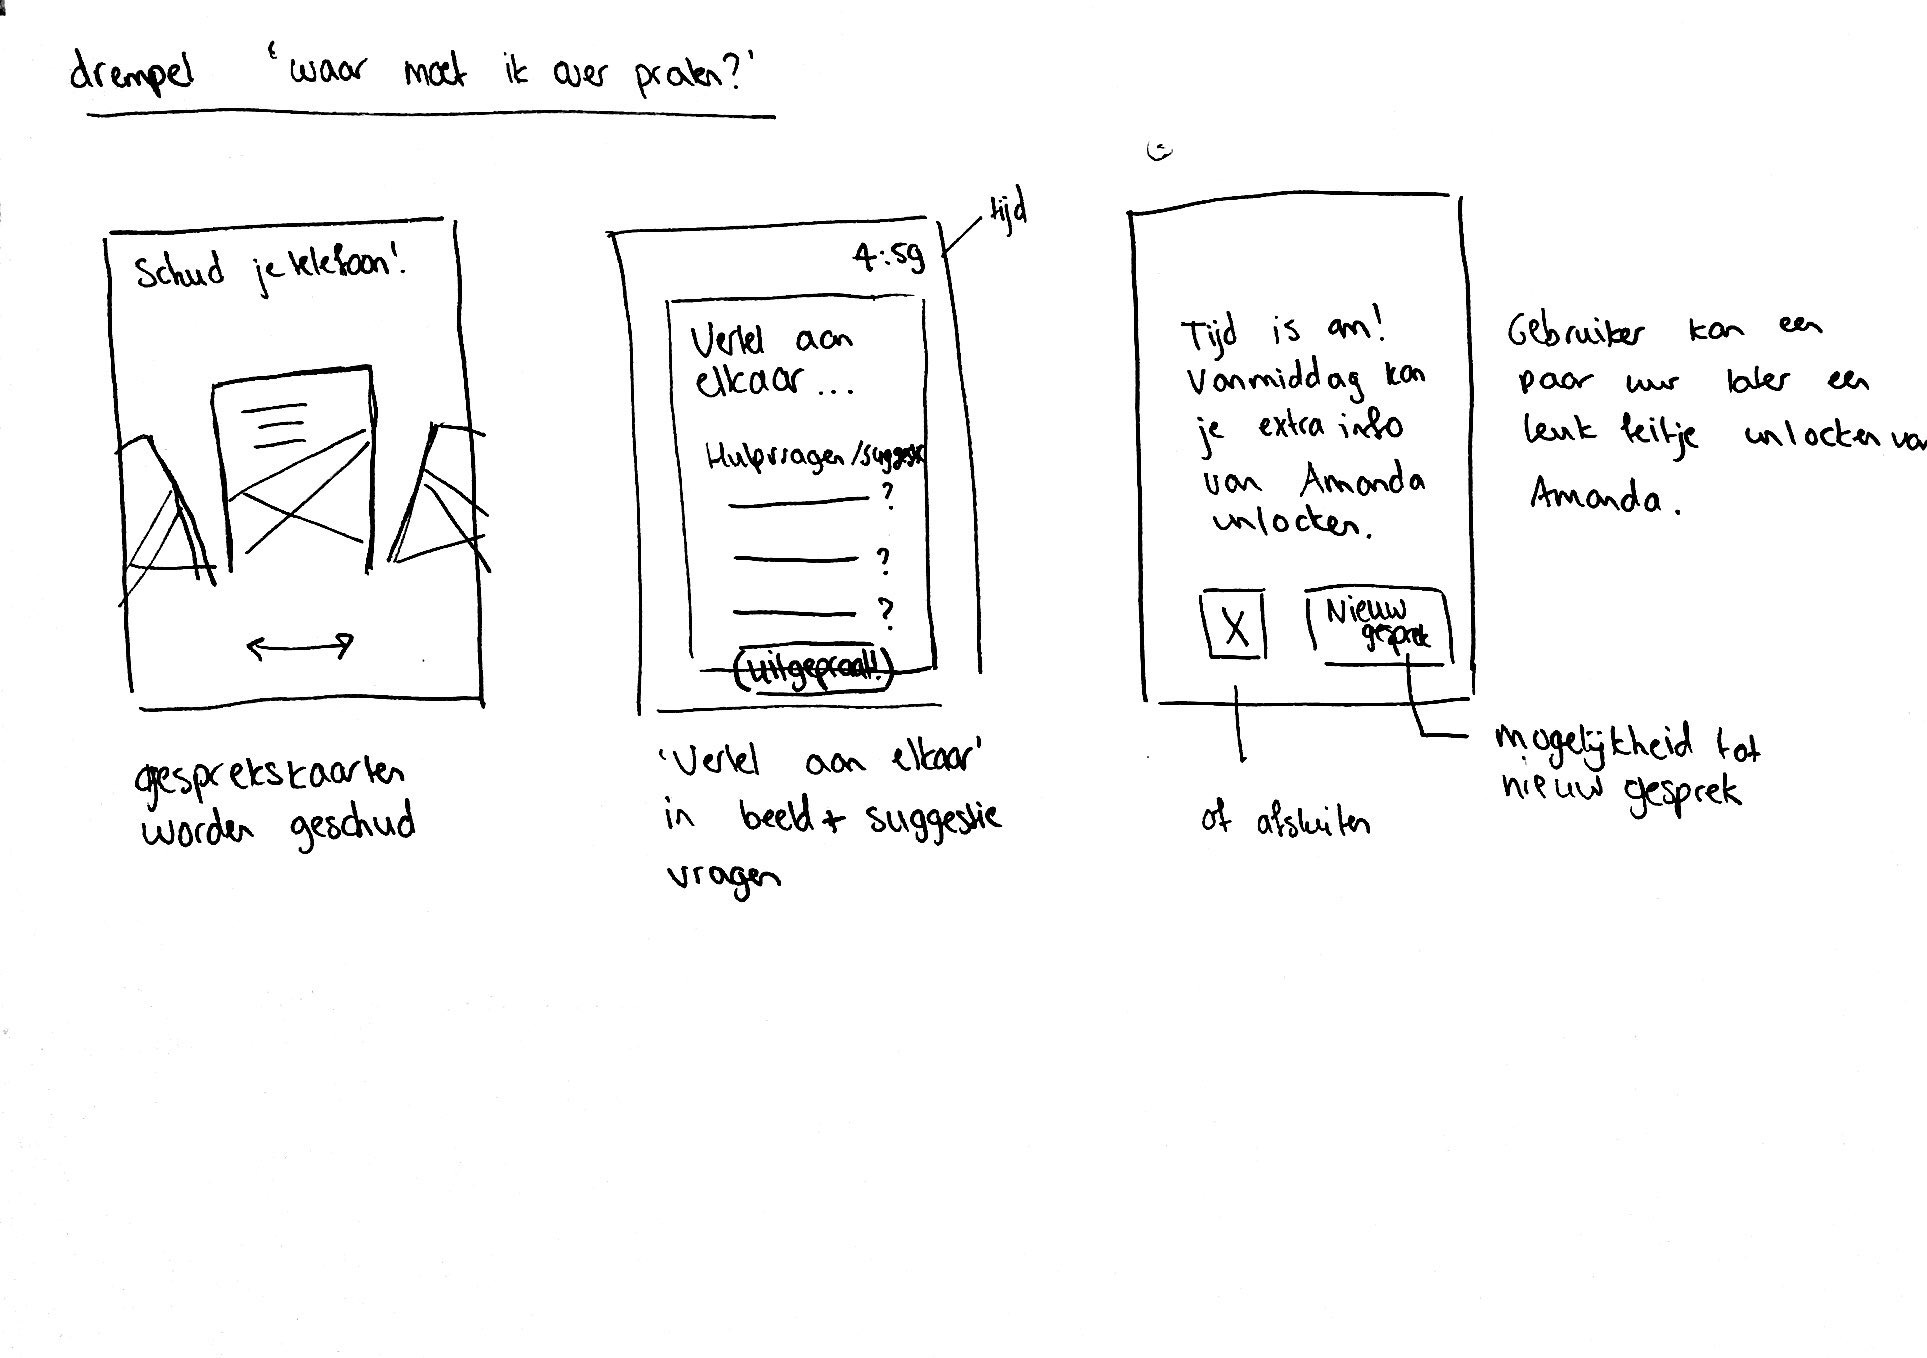 drempel 'waar moet ik over praten?'
Schud je telefoon!
gesprekskaarten
worden geschud
tijd
4:59
Vertel aan
elkaar...
Hulpvragen/suggestie
?
?
?
uitgepraat!
'Vertel aan elkaar'
in beeld + suggestie
vragen
Tijd is om!
Vanmiddag kan
je extra info
van Amanda
unlocken.
X
Nieuw
gesprek
of afsluiten
mogelijkheid tot
nieuw gesprek
Gebruiker kan een
paar uur later een
leuk feitje unlocken van
Amanda.